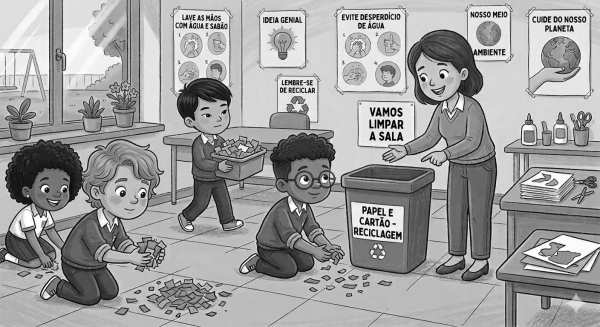 LAVE AS MÃOS
COM ÁGUA E SABÃO
IDEIA GENIAL
LEMBRE-SE
DE RECICLAR
EVITE DESPERDÍCIO
DE ÁGUA
NOSSO MEIO
AMBIENTE
CUIDE DO NOSSO
PLANETA
VAMOS
LIMPAR
A SALA
PAPEL E
CARTÃO -
RECICLAGEM